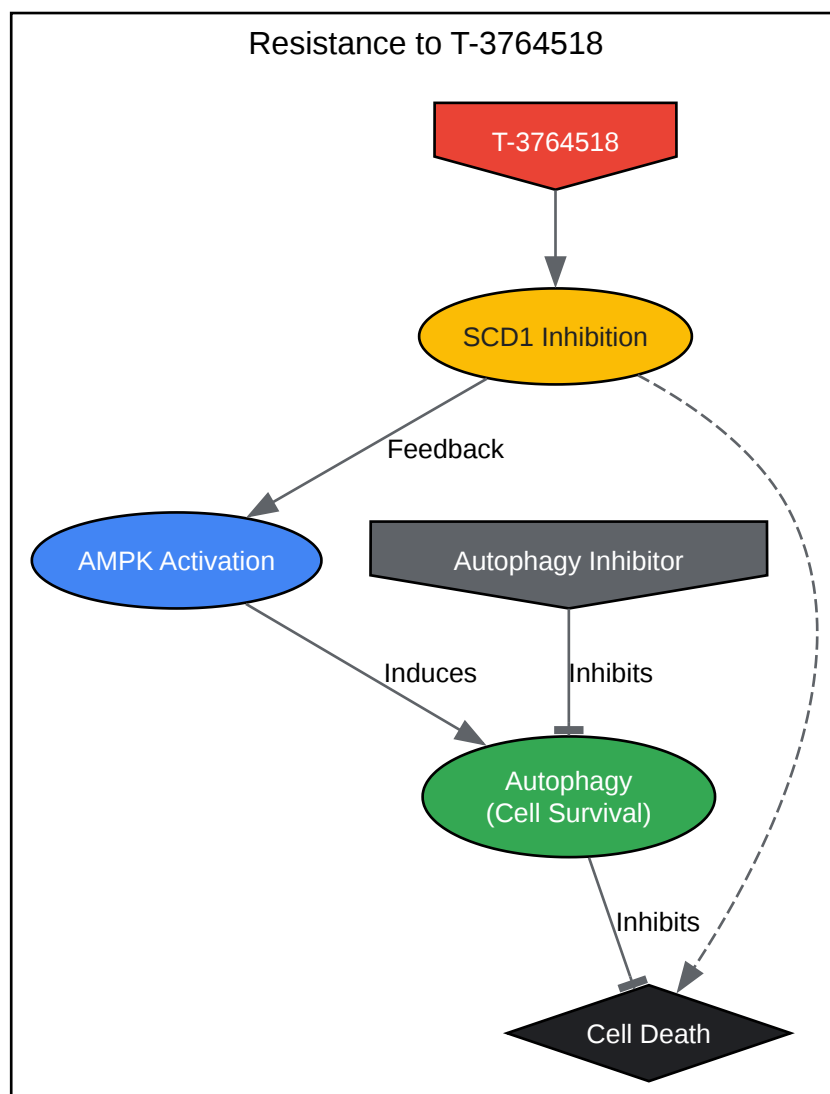 Resistance to T-3764518
T-3764518
SCD1 Inhibition
Feedback
AMPK Activation
Autophagy Inhibitor
Induces
Inhibits
Autophagy
(Cell Survival)
Inhibits
Cell Death